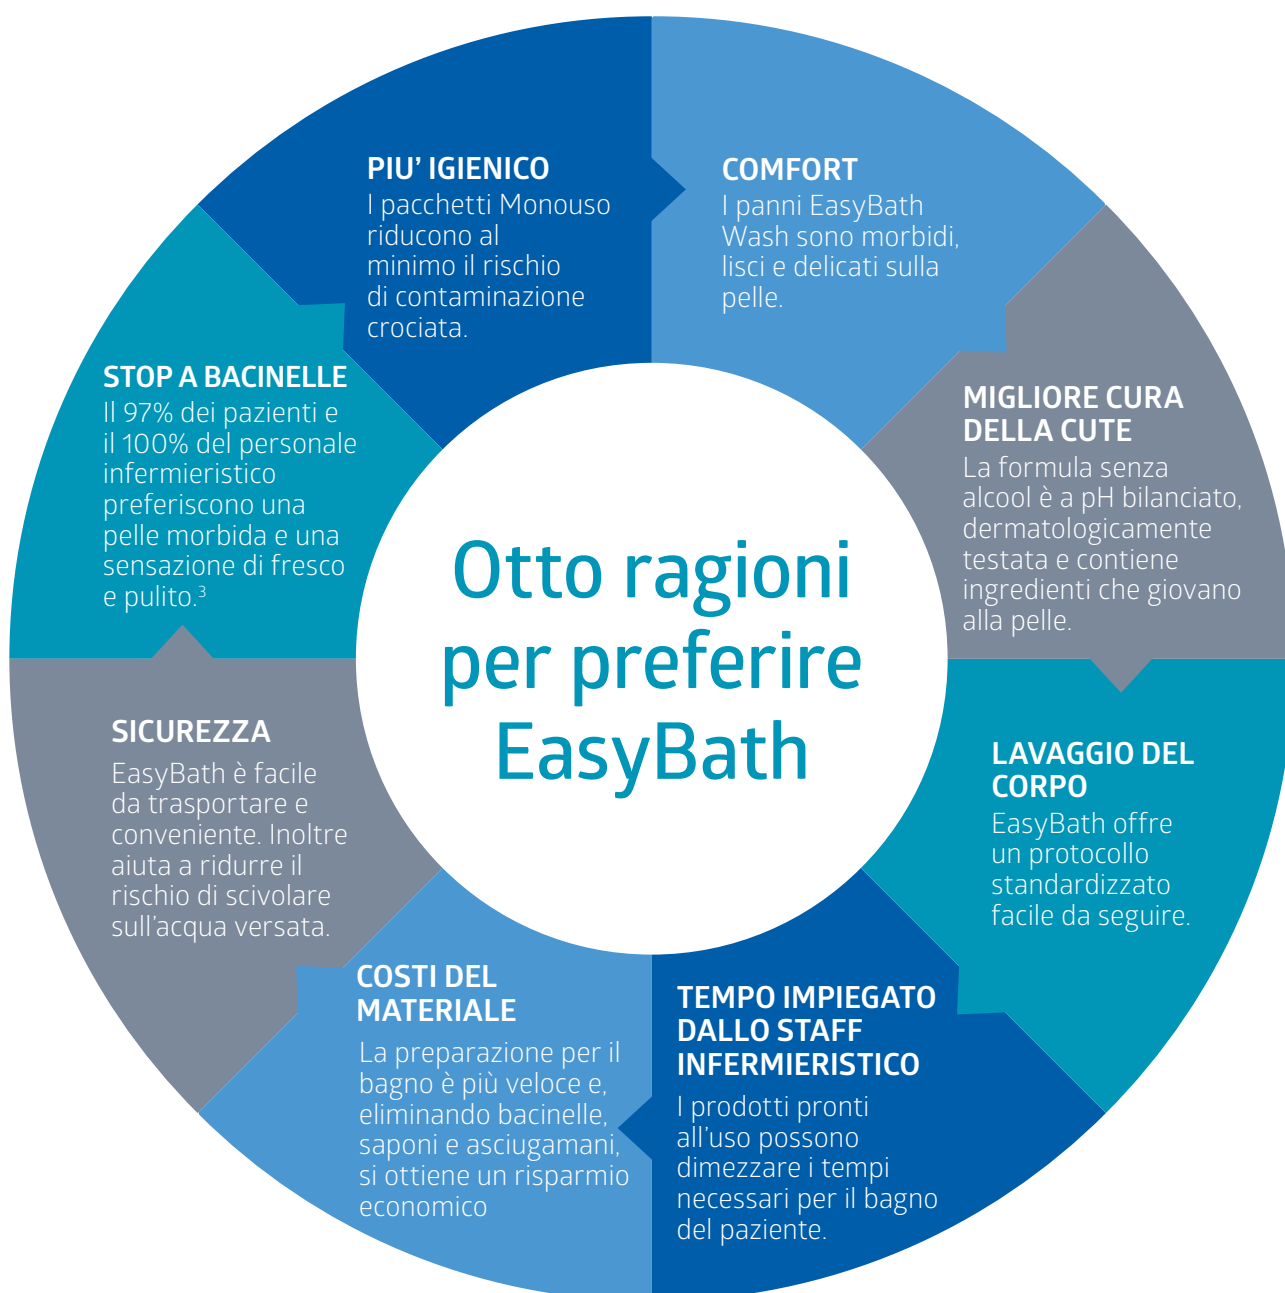 PIU' IGIENICO
I pacchetti Monouso
riducono al
minimo il rischio
di contaminazione
crociata.
COMFORT
I panni EasyBath
Wash sono morbidi,
lisci e delicati sulla
pelle.
MIGLIORE CURA
DELLA CUTE
La formula senza
alcool è a pH bilanciato,
dermatologicamente
testata e contiene
ingredienti che giovano
alla pelle.
LAVAGGIO DEL
CORPO
EasyBath offre
un protocollo
standardizzato
facile da seguire.
TEMPO IMPIEGATO
DALLO STAFF
INFERMIERISTICO
I prodotti pronti
all'uso possono
dimezzare i tempi
necessari per il bagno
del paziente.
COSTI DEL
MATERIALE
La preparazione per il
bagno è più veloce e,
eliminando bacinelle,
saponi e asciugamani,
si ottiene un risparmio
economico
SICUREZZA
EasyBath è facile
da trasportare e
conveniente. Inoltre
aiuta a ridurre il
rischio di scivolare
sull'acqua versata.
STOP A BACINELLE
Il 97% dei pazienti e
il 100% del personale
infermieristico
preferiscono una
pelle morbida e una
sensazione di fresco
e pulito.³
Otto ragioni
per preferire
EasyBath